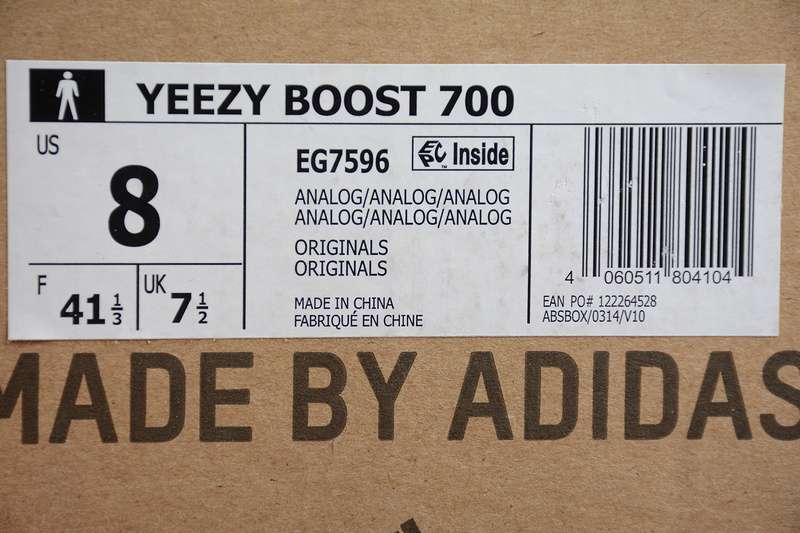 YEEZY BOOST 700
US
8
F
41 1/3
UK
7 1/2
EG7596
EPC Inside
™
ANALOG/ANALOG/ANALOG
ANALOG/ANALOG/ANALOG
ORIGINALS
ORIGINALS
MADE IN CHINA
FABRIQUÉ EN CHINE
4 060511 804104
EAN PO# 122264528
ABSBOX/0314/V10
MADE BY ADIDAS